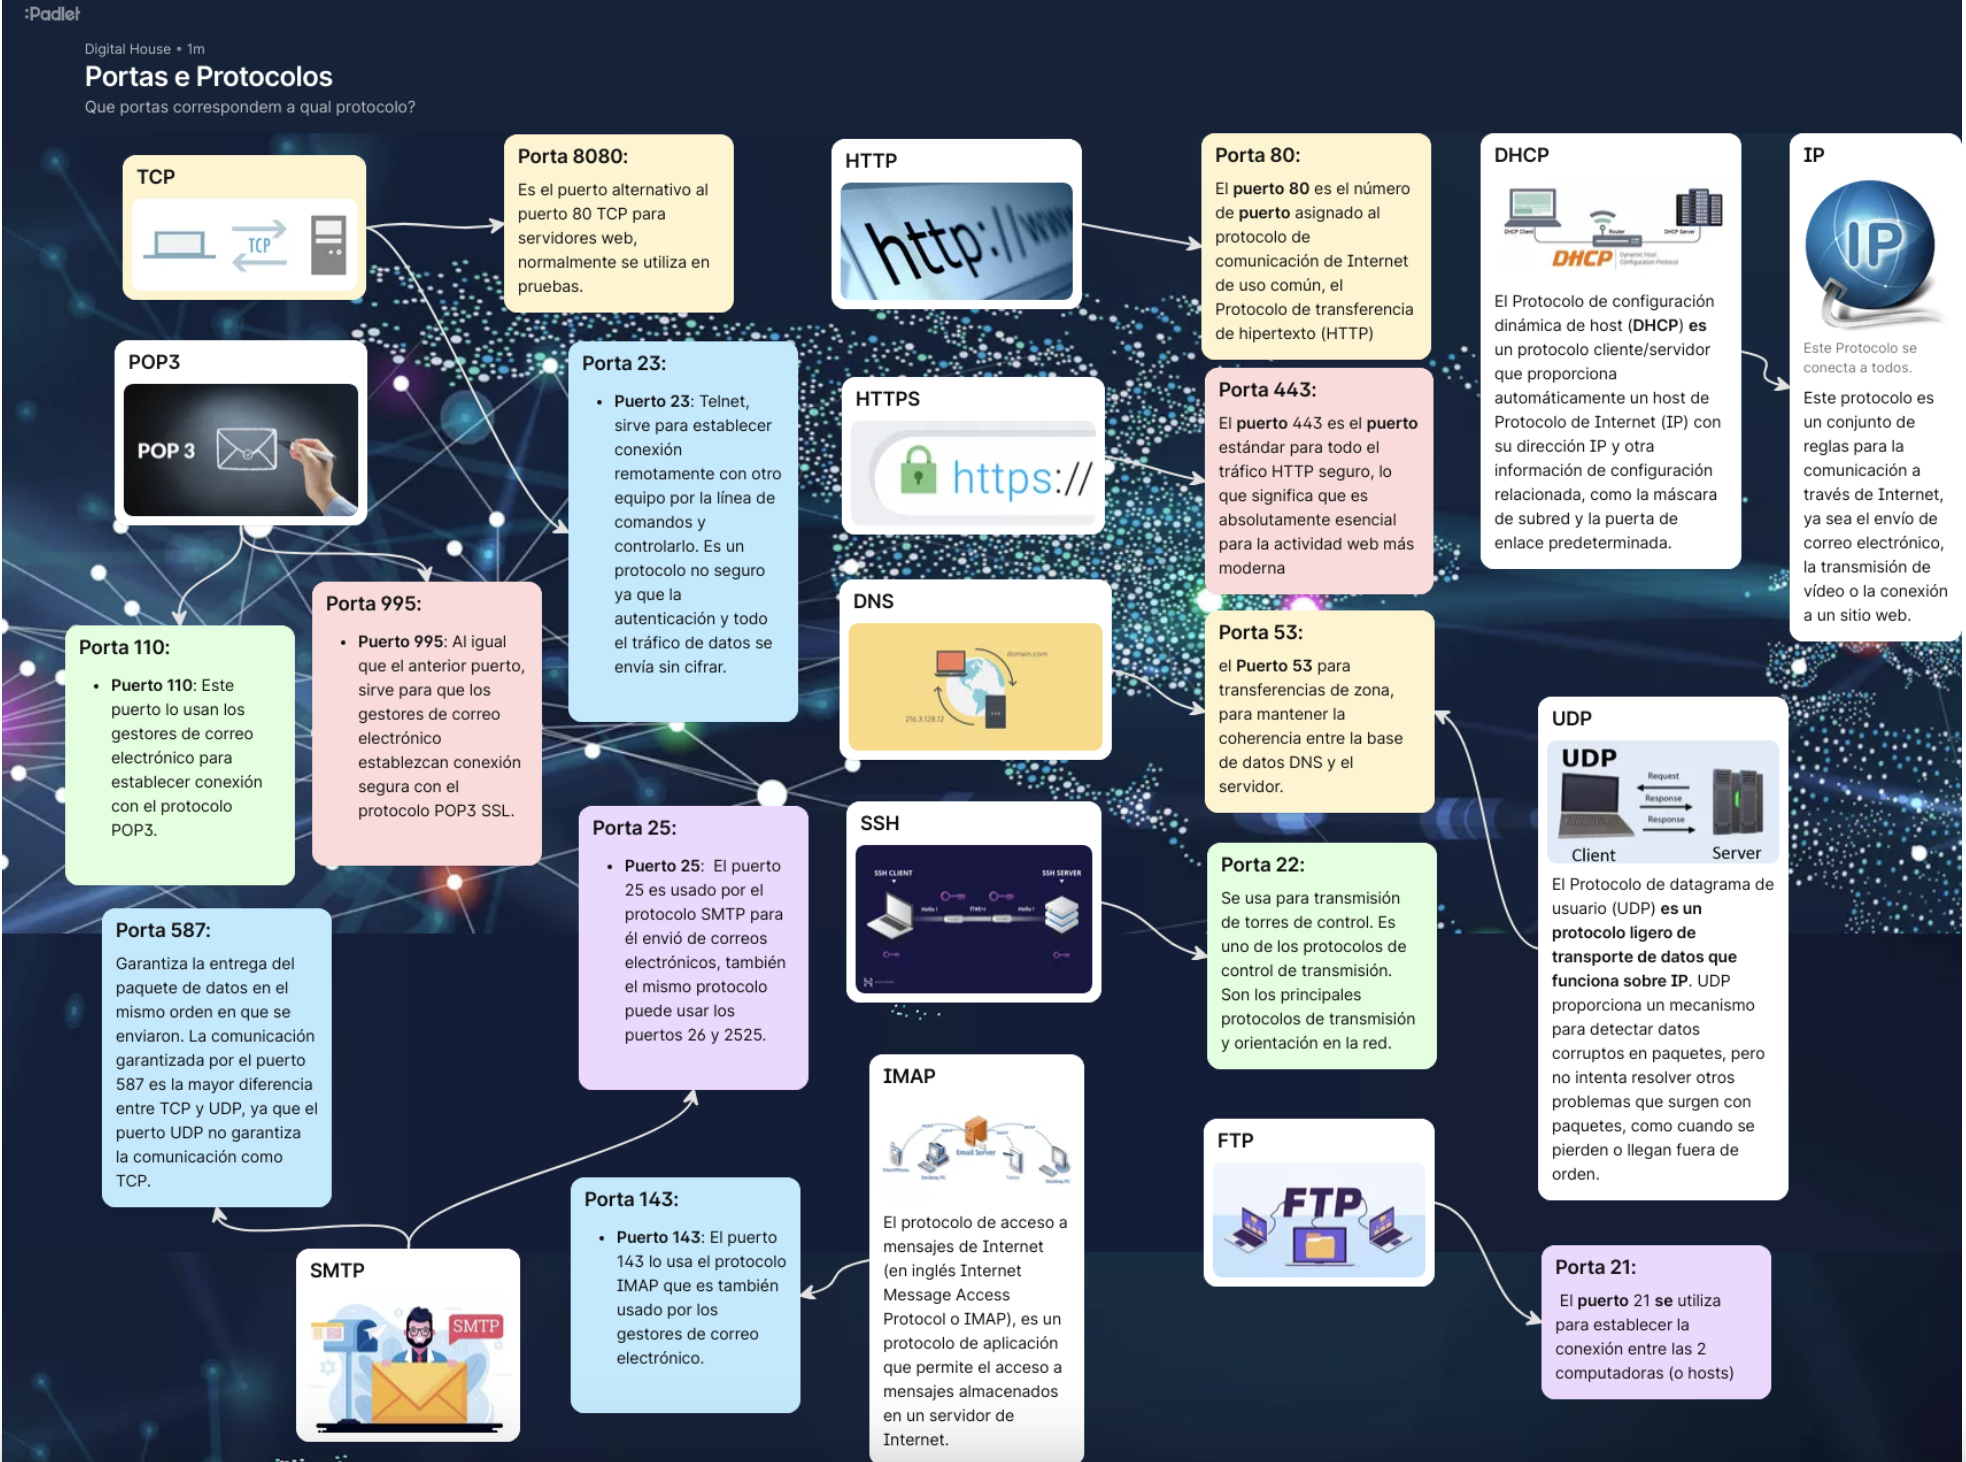 :Padlet
Digital House • 1m
Portas e Protocolos
Que portas correspondem a qual protocolo?
TCP
TCP
Porta 8080:
Es el puerto alternativo al
puerto 80 TCP para
servidores web,
normalmente se utiliza en
pruebas.
HTTP
http://www
Porta 80:
El puerto 80 es el número
de puerto asignado al
protocolo de
comunicación de Internet
de uso común, el
Protocolo de transferencia
de hipertexto (HTTP)
DHCP
DHCP Client
Router
DHCP Server
DHCP
Dynamic Host
Configuration Protocol
El Protocolo de configuración
dinámica de host (DHCP) es
un protocolo cliente/servidor
que proporciona
automáticamente un host de
Protocolo de Internet (IP) con
su dirección IP y otra
información de configuración
relacionada, como la máscara
de subred y la puerta de
enlace predeterminada.
IP
IP
Este Protocolo se
conecta a todos.
Este protocolo es
un conjunto de
reglas para la
comunicación a
través de Internet,
ya sea el envío de
correo electrónico,
la transmisión de
vídeo o la conexión
a un sitio web.
POP3
POP 3
Porta 23:
• Puerto 23: Telnet,
sirve para establecer
conexión
remotamente con otro
equipo por la línea de
comandos y
controlarlo. Es un
protocolo no seguro
ya que la
autenticación y todo
el tráfico de datos se
envía sin cifrar.
HTTPS
https://
Porta 443:
El puerto 443 es el puerto
estándar para todo el
tráfico HTTP seguro, lo
que significa que es
absolutamente esencial
para la actividad web más
moderna
Porta 110:
• Puerto 110: Este
puerto lo usan los
gestores de correo
electrónico para
establecer conexión
con el protocolo
POP3.
Porta 995:
• Puerto 995: Al igual
que el anterior puerto,
sirve para que los
gestores de correo
electrónico
establezcan conexión
segura con el
protocolo POP3 SSL.
DNS
domain.com
216.3.128.12
Porta 53:
el Puerto 53 para
transferencias de zona,
para mantener la
coherencia entre la base
de datos DNS y el
servidor.
UDP
UDP
Request
Response
Response
Client
Server
El Protocolo de datagrama de
usuario (UDP) es un
protocolo ligero de
transporte de datos que
funciona sobre IP. UDP
proporciona un mecanismo
para detectar datos
corruptos en paquetes, pero
no intenta resolver otros
problemas que surgen con
paquetes, como cuando se
pierden o llegan fuera de
orden.
Porta 25:
• Puerto 25:  El puerto
25 es usado por el
protocolo SMTP para
él envió de correos
electrónicos, también
el mismo protocolo
puede usar los
puertos 26 y 2525.
SSH
SSH CLIENT
SSH SERVER
Hello !
Hello !
Porta 22:
Se usa para transmisión
de torres de control. Es
uno de los protocolos de
control de transmisión.
Son los principales
protocolos de transmisión
y orientación en la red.
Porta 587:
Garantiza la entrega del
paquete de datos en el
mismo orden en que se
enviaron. La comunicación
garantizada por el puerto
587 es la mayor diferencia
entre TCP y UDP, ya que el
puerto UDP no garantiza
la comunicación como
TCP.
IMAP
Email Server
Desktop PC
Desktop PC
El protocolo de acceso a
mensajes de Internet
(en inglés Internet
Message Access
Protocol o IMAP), es un
protocolo de aplicación
que permite el acceso a
mensajes almacenados
en un servidor de
Internet.
FTP
FTP
Porta 143:
• Puerto 143: El puerto
143 lo usa el protocolo
IMAP que es también
usado por los
gestores de correo
electrónico.
SMTP
SMTP
Porta 21:
El puerto 21 se utiliza
para establecer la
conexión entre las 2
computadoras (o hosts)